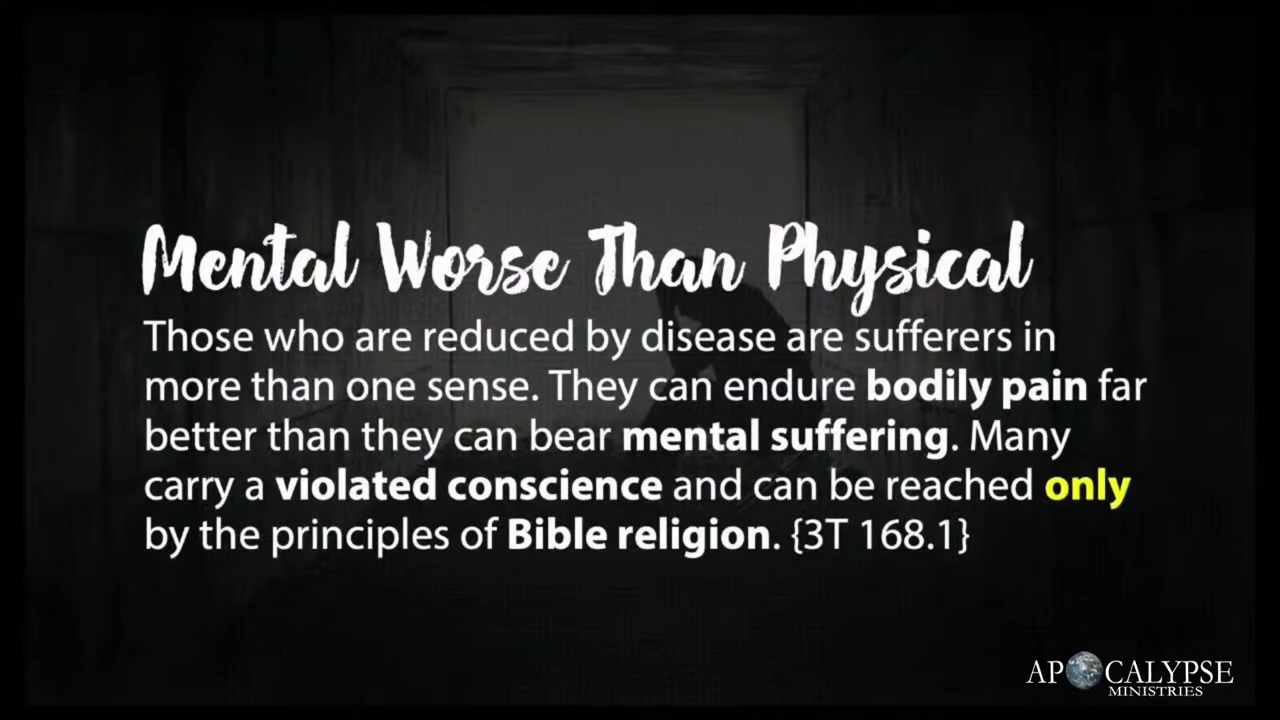 Mental Worse Than Physical
Those who are reduced by disease are sufferers in
more than one sense. They can endure bodily pain far
better than they can bear mental suffering. Many
carry a violated conscience and can be reached only
by the principles of Bible religion. {3T 168.1}
APOCALYPSE
MINISTRIES